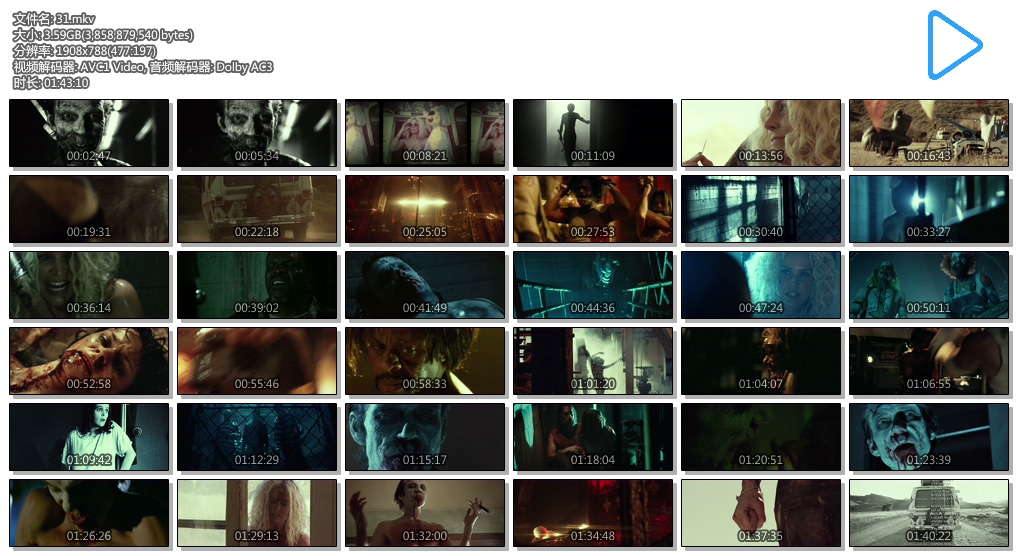 文件名: 31.mkv
大小: 3.59GB(3,858,879,540 bytes)
分辨率: 1908x788(477:197)
视频解码器: AVC1 Video, 音频解码器: Dolby AC3
时长: 01:43:10
00:02:47 00:05:34 00:08:21 00:11:09 00:13:56 00:16:43
00:19:31 00:22:18 00:25:05 00:27:53 00:30:40 00:33:27
00:36:14 00:39:02 00:41:49 00:44:36 00:47:24 00:50:11
00:52:58 00:55:46 00:58:33 01:01:20 01:04:07 01:06:55
01:09:42 01:12:29 01:15:17 01:18:04 01:20:51 01:23:39
01:26:26 01:29:13 01:32:00 01:34:48 01:37:35 01:40:22